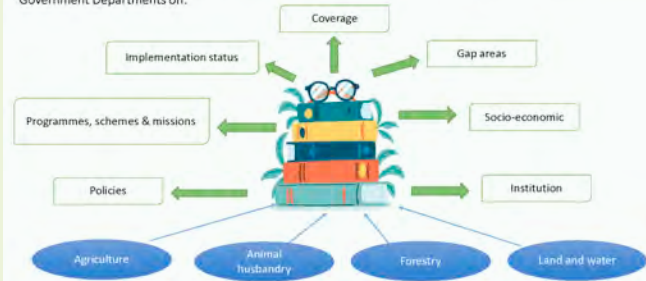 Government Departments on:
Coverage
Implementation status
Gap areas
Programmes, schemes & missions
Socio-economic
Policies
Institution
Agriculture
Animal
husbandry
Forestry
Land and water